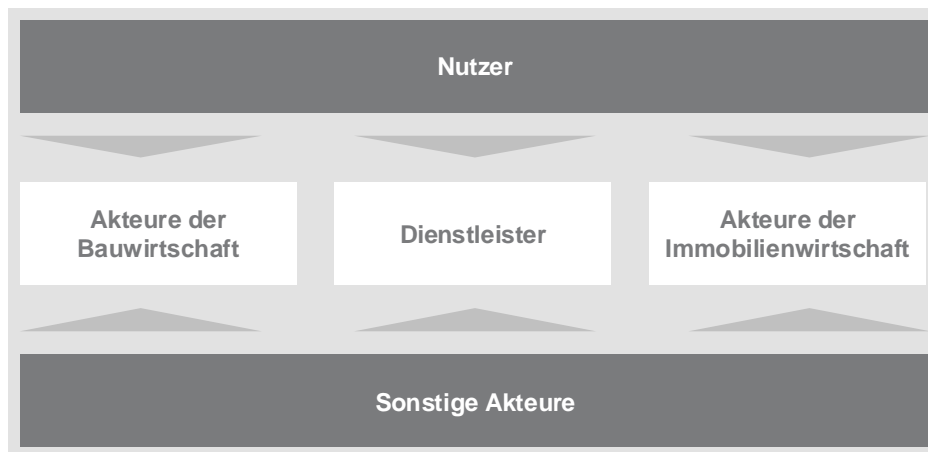 Nutzer
Akteure der
Bauwirtschaft
Dienstleister
Akteure der
Immobilienwirtschaft
Sonstige Akteure